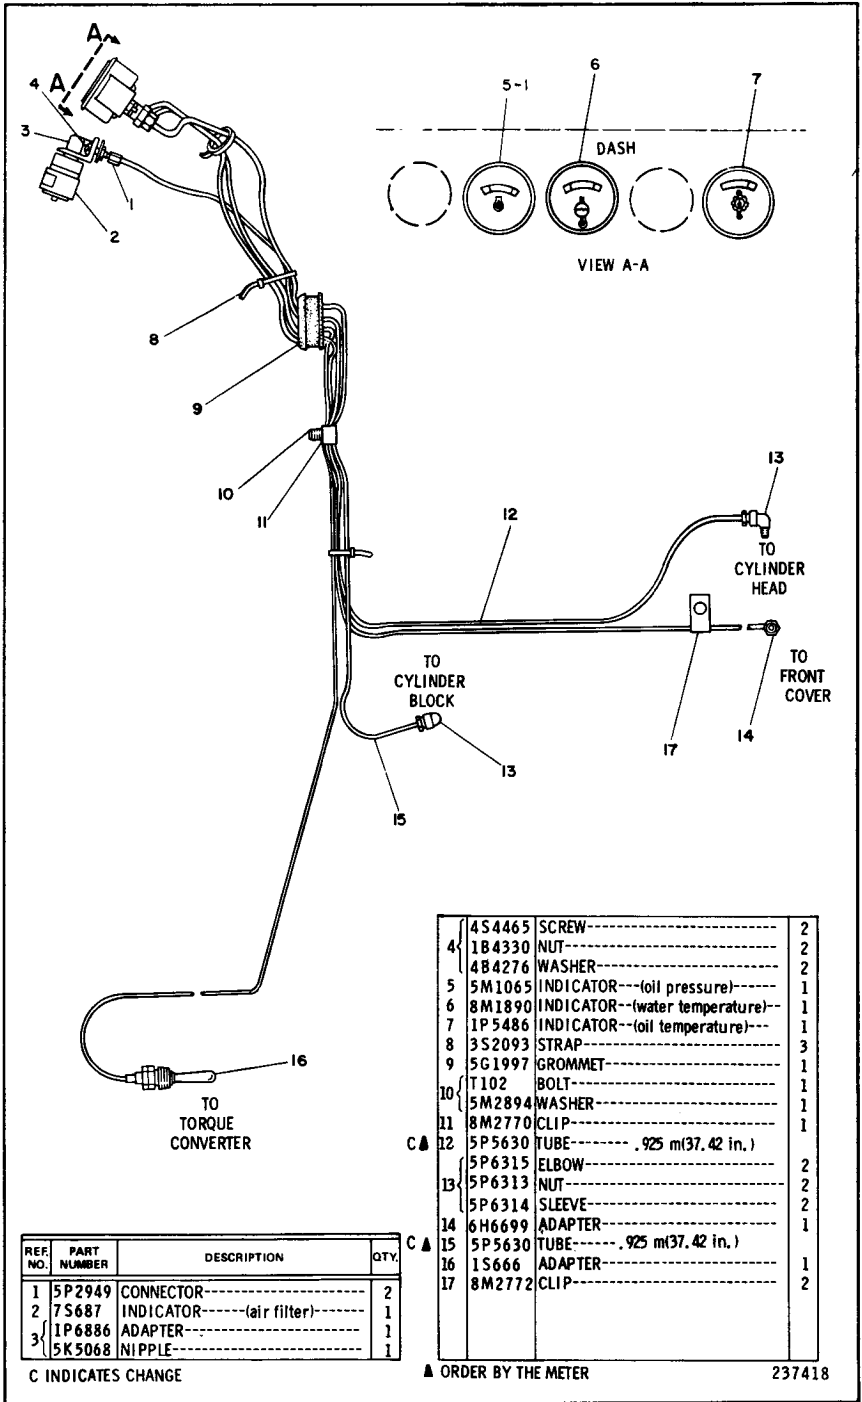 A
A
4
3
1
2
5-1
6
7
DASH
VIEW A-A
8
9
10
11
12
13
TO
CYLINDER
HEAD
TO
CYLINDER
BLOCK
TO
FRONT
COVER
17
14
13
15
16
TO
TORQUE
CONVERTER
4 4S4465 SCREW 2
1B4330 NUT 2
4B4276 WASHER 2
5 5M1065 INDICATOR---(oil pressure)------ 1
6 8M1890 INDICATOR--(water temperature)-- 1
7 1P5486 INDICATOR--(oil temperature)--- 1
8 3S2093 STRAP 3
9 5G1997 GROMMET 1
10 T102 BOLT 1
5M2894 WASHER 1
11 8M2770 CLIP 1
C ▲ 12 5P5630 TUBE------- .925 m(37.42 in.)
13 5P6315 ELBOW 2
5P6313 NUT 2
5P6314 SLEEVE 2
14 6H6699 ADAPTER 1
C ▲ 15 5P5630 TUBE------ .925 m(37.42 in.)
16 1S666 ADAPTER 1
17 8M2772 CLIP 2
REF. NO. PART NUMBER DESCRIPTION QTY.
1 5P2949 CONNECTOR 2
2 7S687 INDICATOR------(air filter)------ 1
3 1P6886 ADAPTER 1
5K5068 NIPPLE 1
C INDICATES CHANGE
▲ ORDER BY THE METER
237418